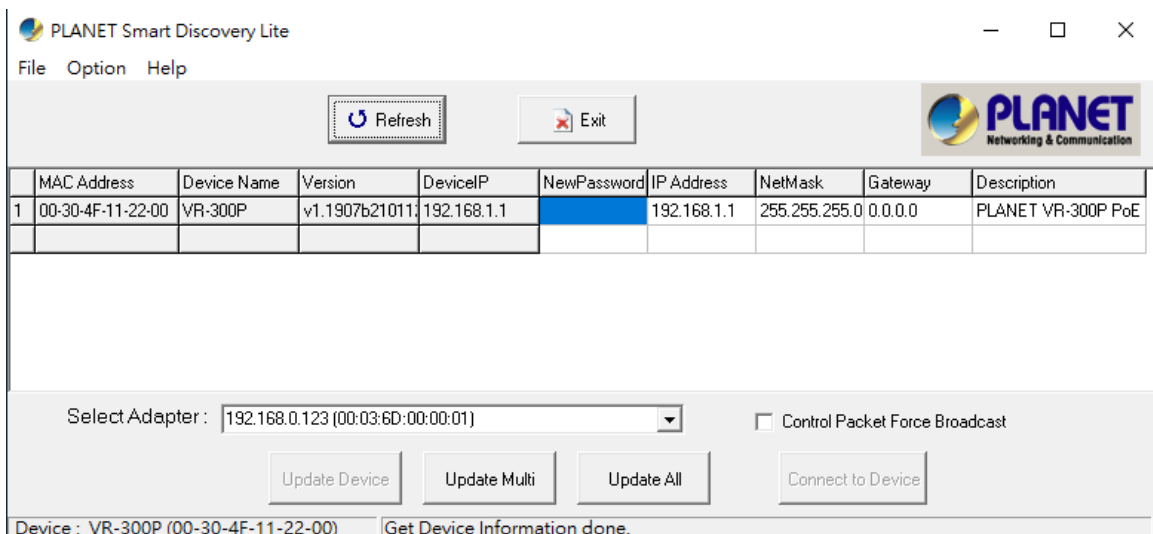 PLANET Smart Discovery Lite
File Option Help
Refresh Exit PLANET
Networking & Communication
MAC Address Device Name Version DeviceIP NewPassword IP Address NetMask Gateway Description
1 00-30-4F-11-22-00 VR-300P v1.1907b21011 192.168.1.1 192.168.1.1 255.255.255.0 0.0.0.0 PLANET VR-300P PoE
Select Adapter : 192.168.0.123 (00:03:6D:00:00:01) Control Packet Force Broadcast
Update Device Update Multi Update All Connect to Device
Device : VR-300P (00-30-4F-11-22-00) Get Device Information done.